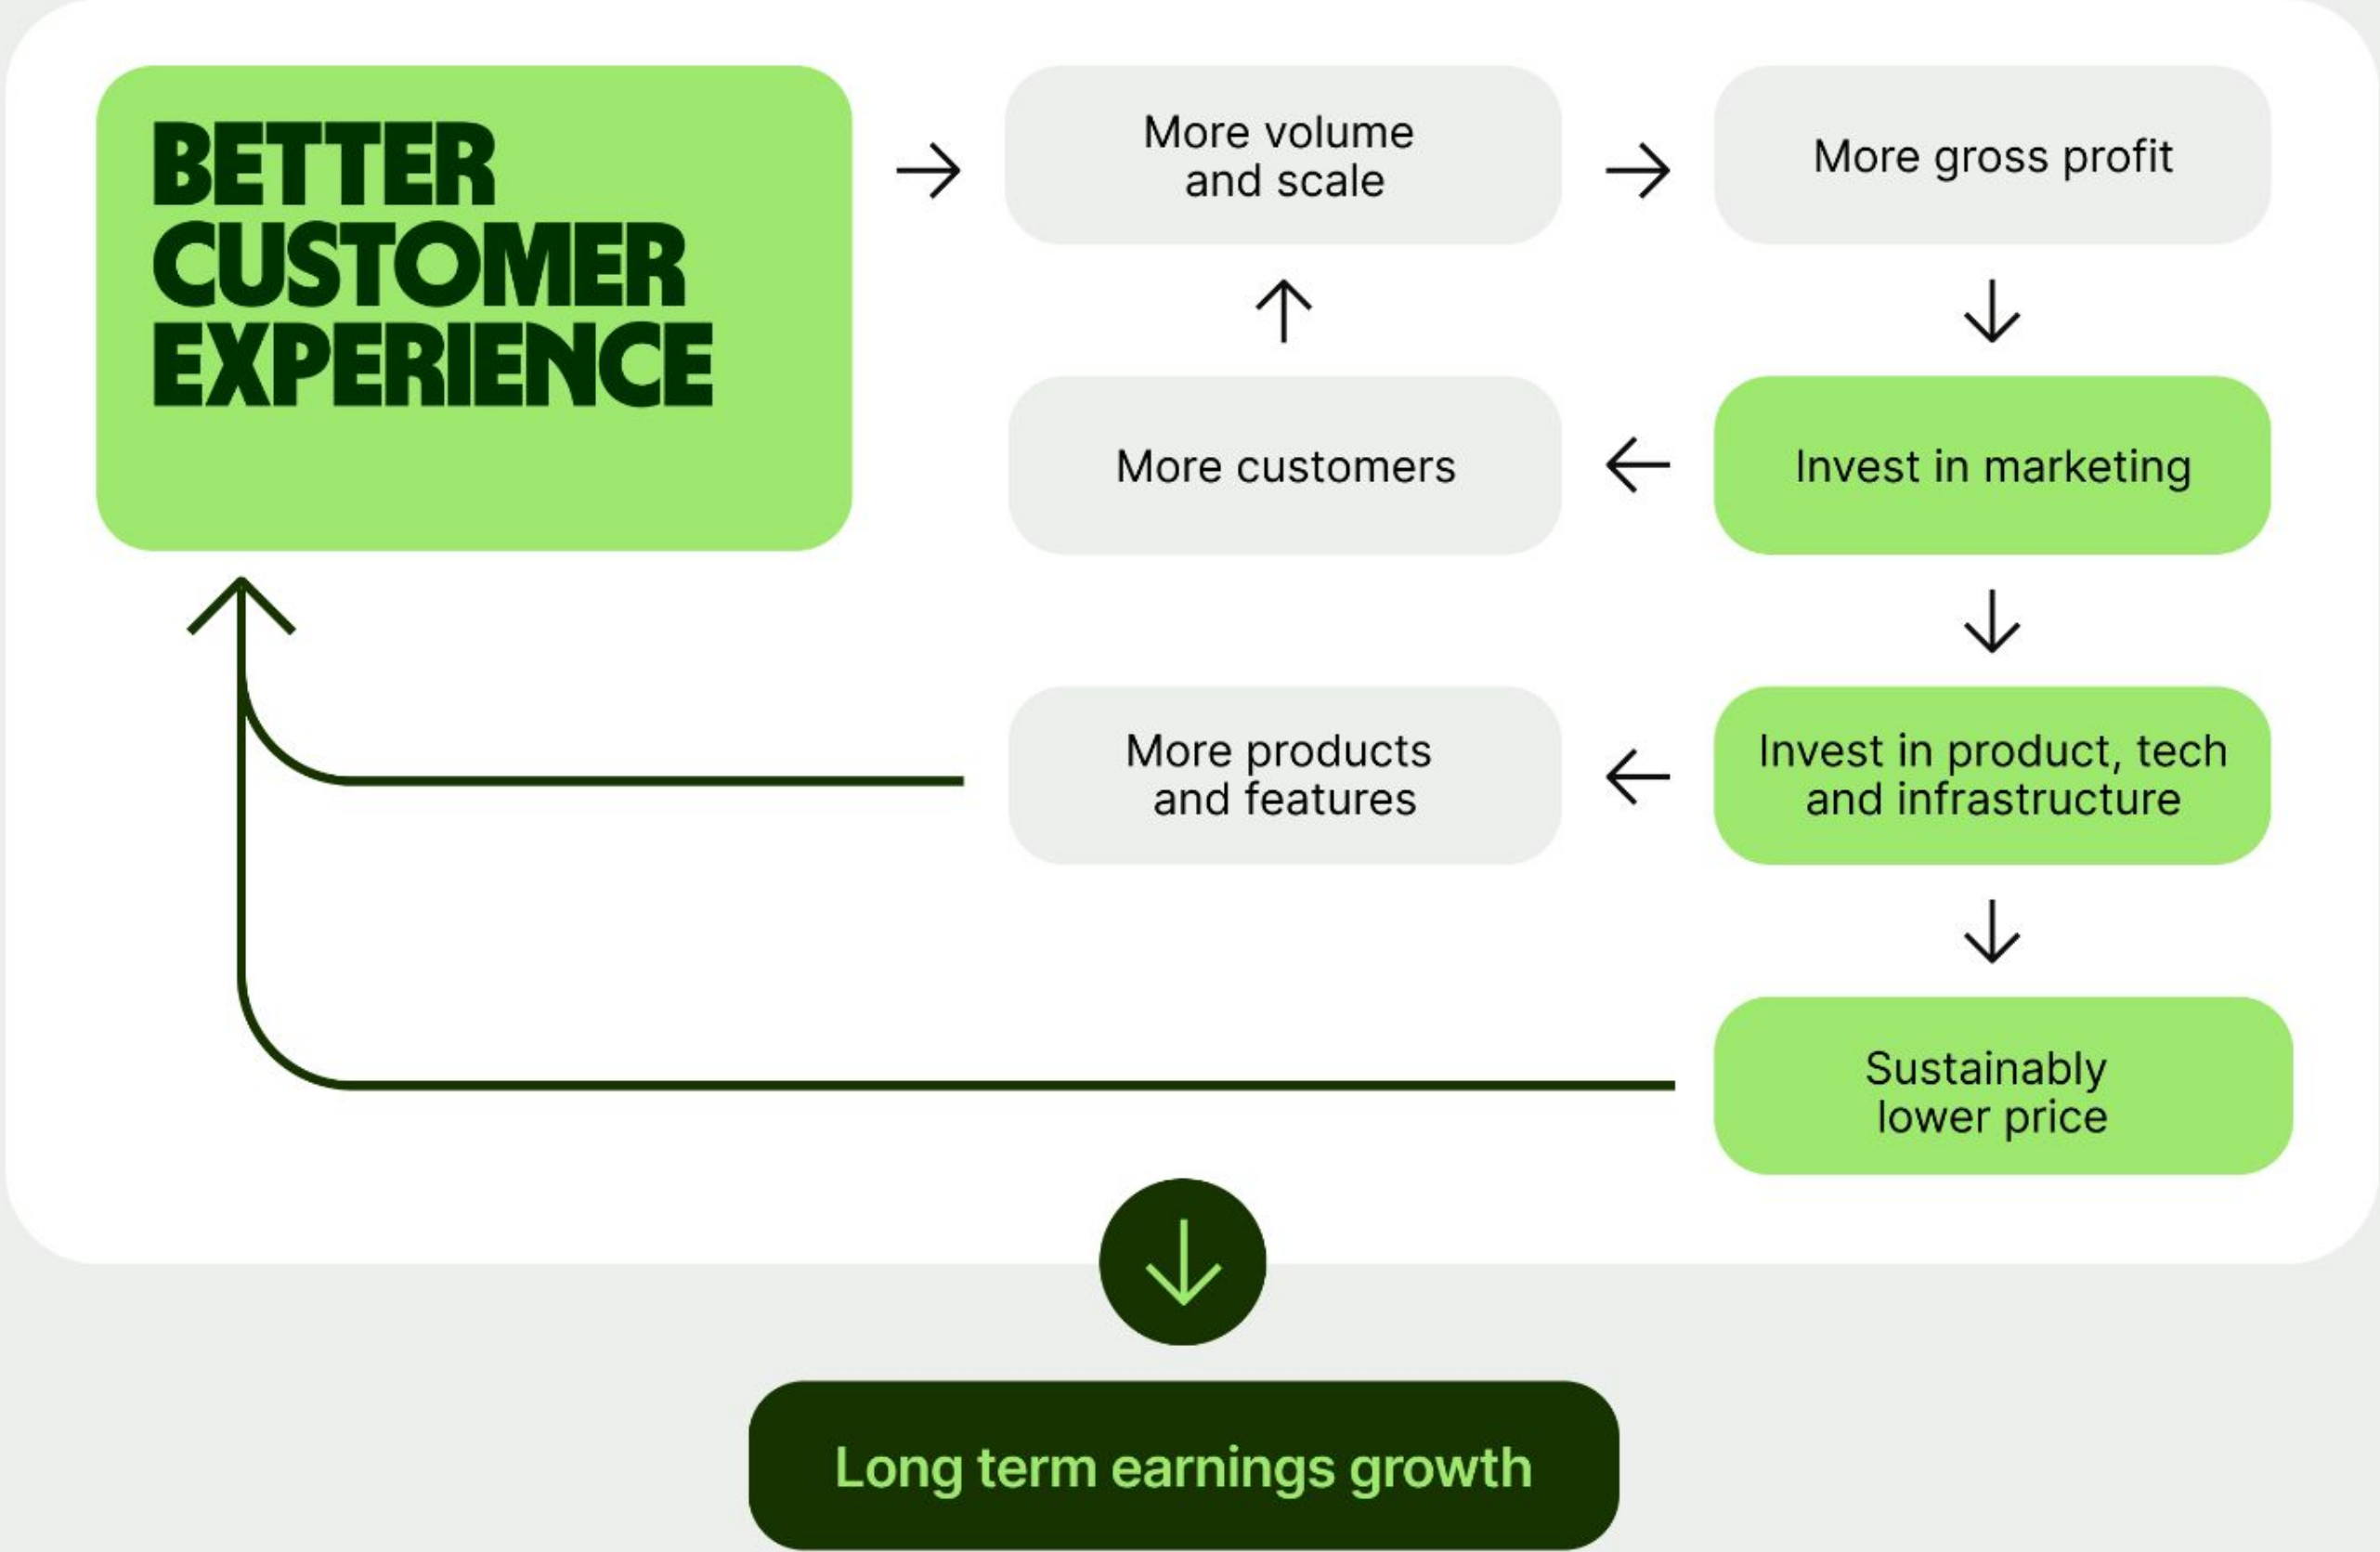 BETTER
CUSTOMER
EXPERIENCE
More volume
and scale
More gross profit
More customers
Invest in marketing
More products
and features
Invest in product, tech
and infrastructure
Sustainably
lower price
Long term earnings growth